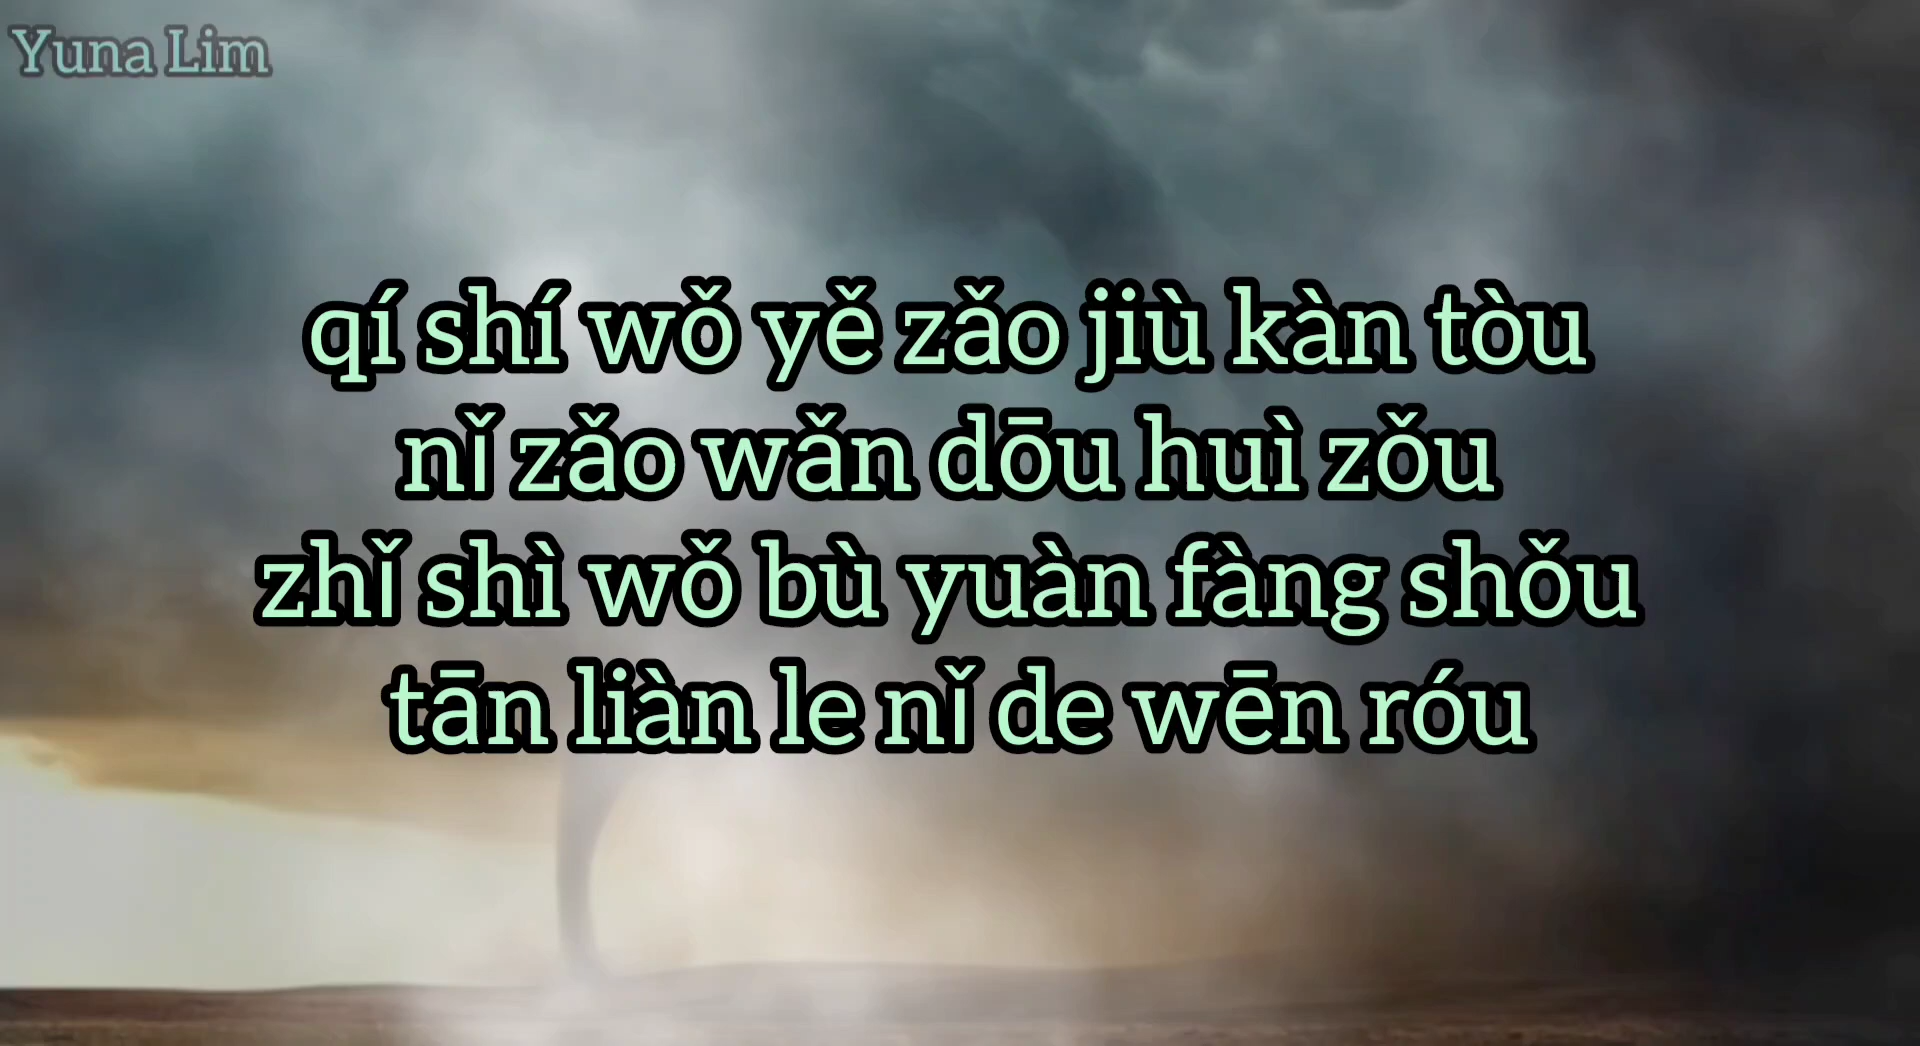 Yuna Lim
qí shí wǒ yě zǎo jiù kàn tòu
nǐ zǎo wǎn dōu huì zǒu
zhǐ shì wǒ bù yuàn fàng shǒu
tān liàn le nǐ de wēn róu